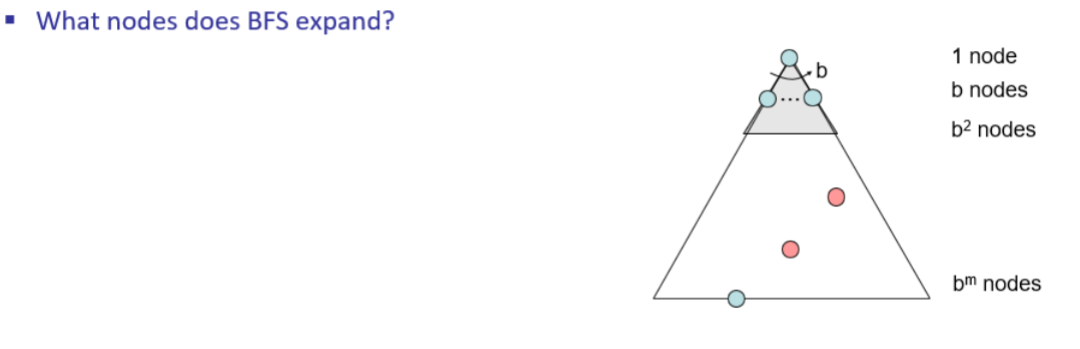 ▪ What nodes does BFS expand?
b
...
1 node
b nodes
b² nodes
bᵐ nodes